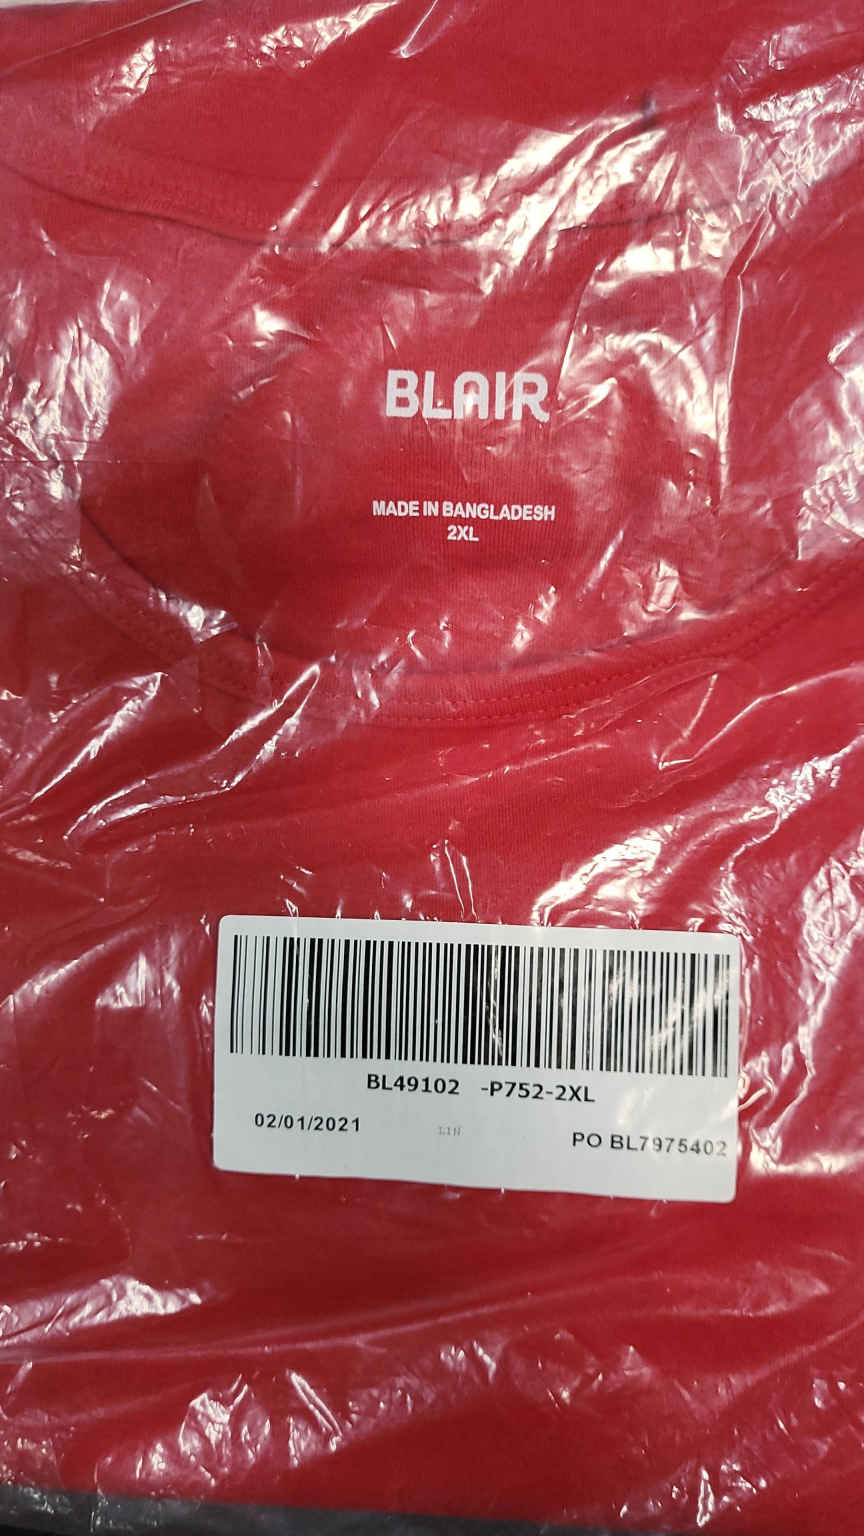 BLAIR
MADE IN BANGLADESH
2XL
BL49102 -P752-2XL
02/01/2021
PO BL7975402